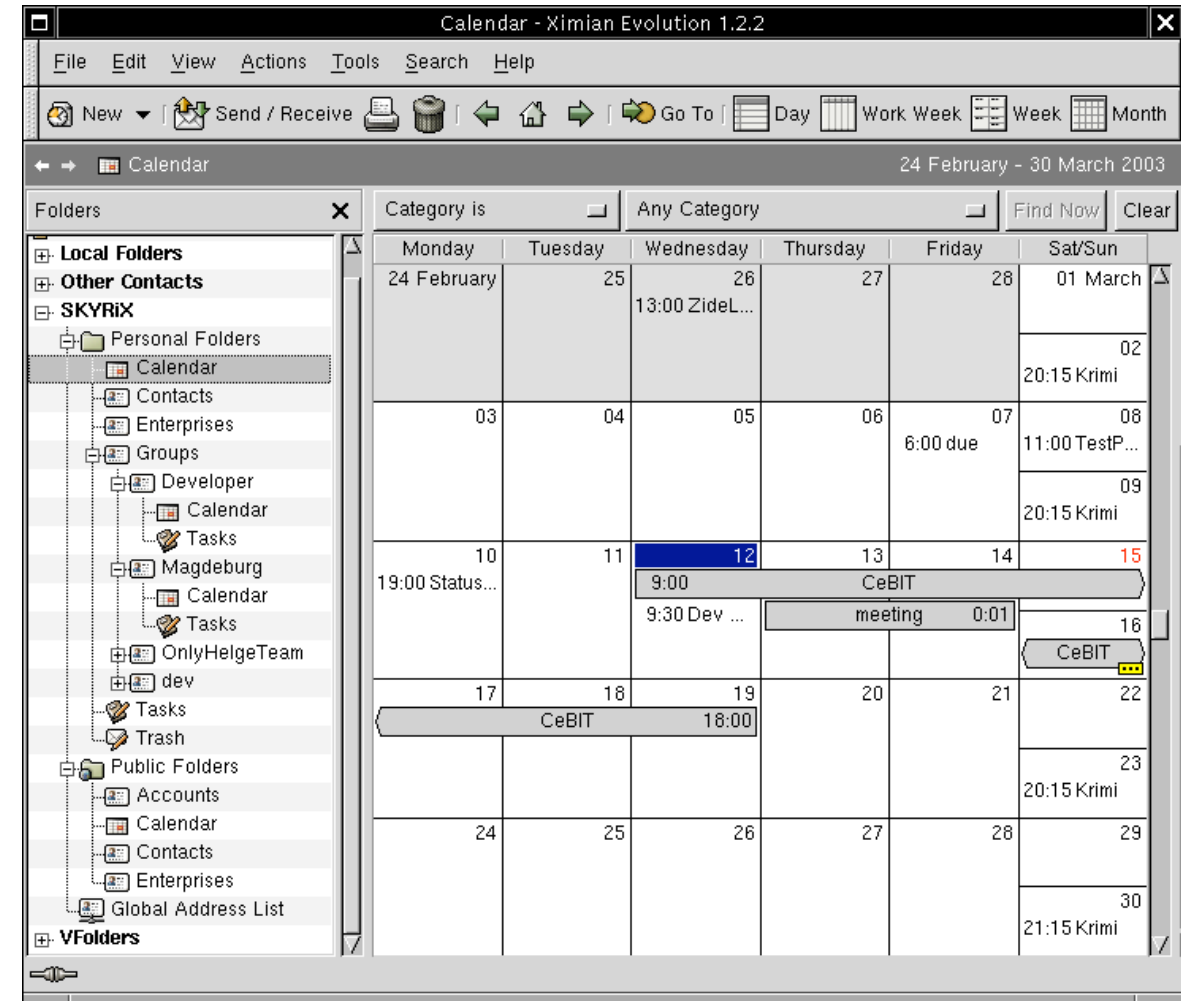 Calendar - Ximian Evolution 1.2.2
File Edit View Actions Tools Search Help
New Send / Receive Go To Day Work Week Week Month
Calendar 24 February - 30 March 2003
Folders
Category is Any Category Find Now Clear
Local Folders
Other Contacts
SKYRiX
Personal Folders
Calendar
Contacts
Enterprises
Groups
Developer
Calendar
Tasks
Magdeburg
Calendar
Tasks
OnlyHelgeTeam
dev
Tasks
Trash
Public Folders
Accounts
Calendar
Contacts
Enterprises
Global Address List
VFolders
Monday Tuesday Wednesday Thursday Friday Sat/Sun
24 February 25 26 27 28 01 March
13:00 ZideL...
02
20:15 Krimi
03 04 05 06 07 08
6:00 due 11:00 TestP...
09
20:15 Krimi
10 11 12 13 14 15
19:00 Status... 9:00 CeBIT
9:30 Dev ... meeting 0:01
16
CeBIT
17 18 19 20 21 22
CeBIT 18:00
23
20:15 Krimi
24 25 26 27 28 29
30
21:15 Krimi